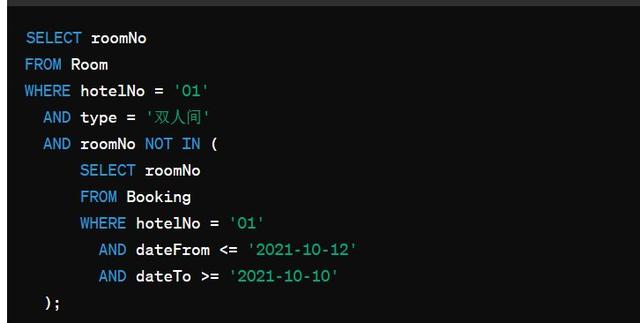 SELECT roomNo
FROM Room
WHERE hotelNo = '01'
  AND type = '双人间'
  AND roomNo NOT IN (
      SELECT roomNo
      FROM Booking
      WHERE hotelNo = '01'
        AND dateFrom <= '2021-10-12'
        AND dateTo >= '2021-10-10'
  );